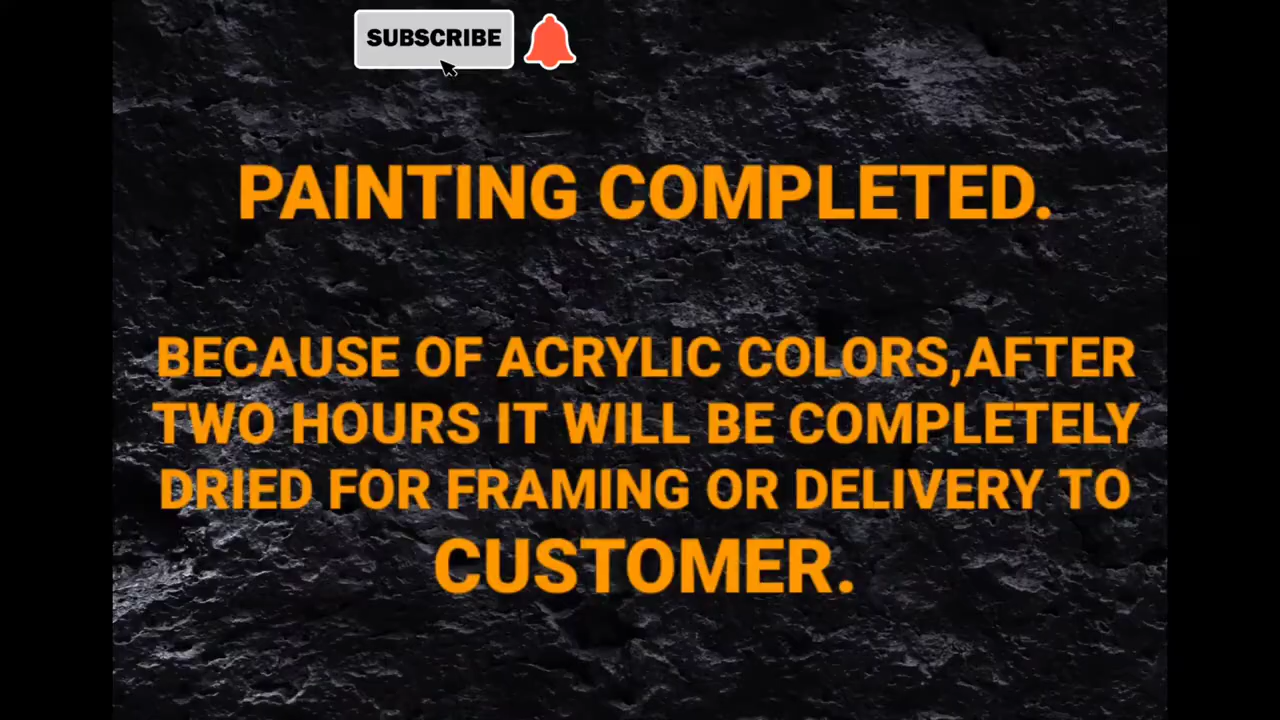 SUBSCRIBE
PAINTING COMPLETED.
BECAUSE OF ACRYLIC COLORS,AFTER
TWO HOURS IT WILL BE COMPLETELY
DRIED FOR FRAMING OR DELIVERY TO
CUSTOMER.